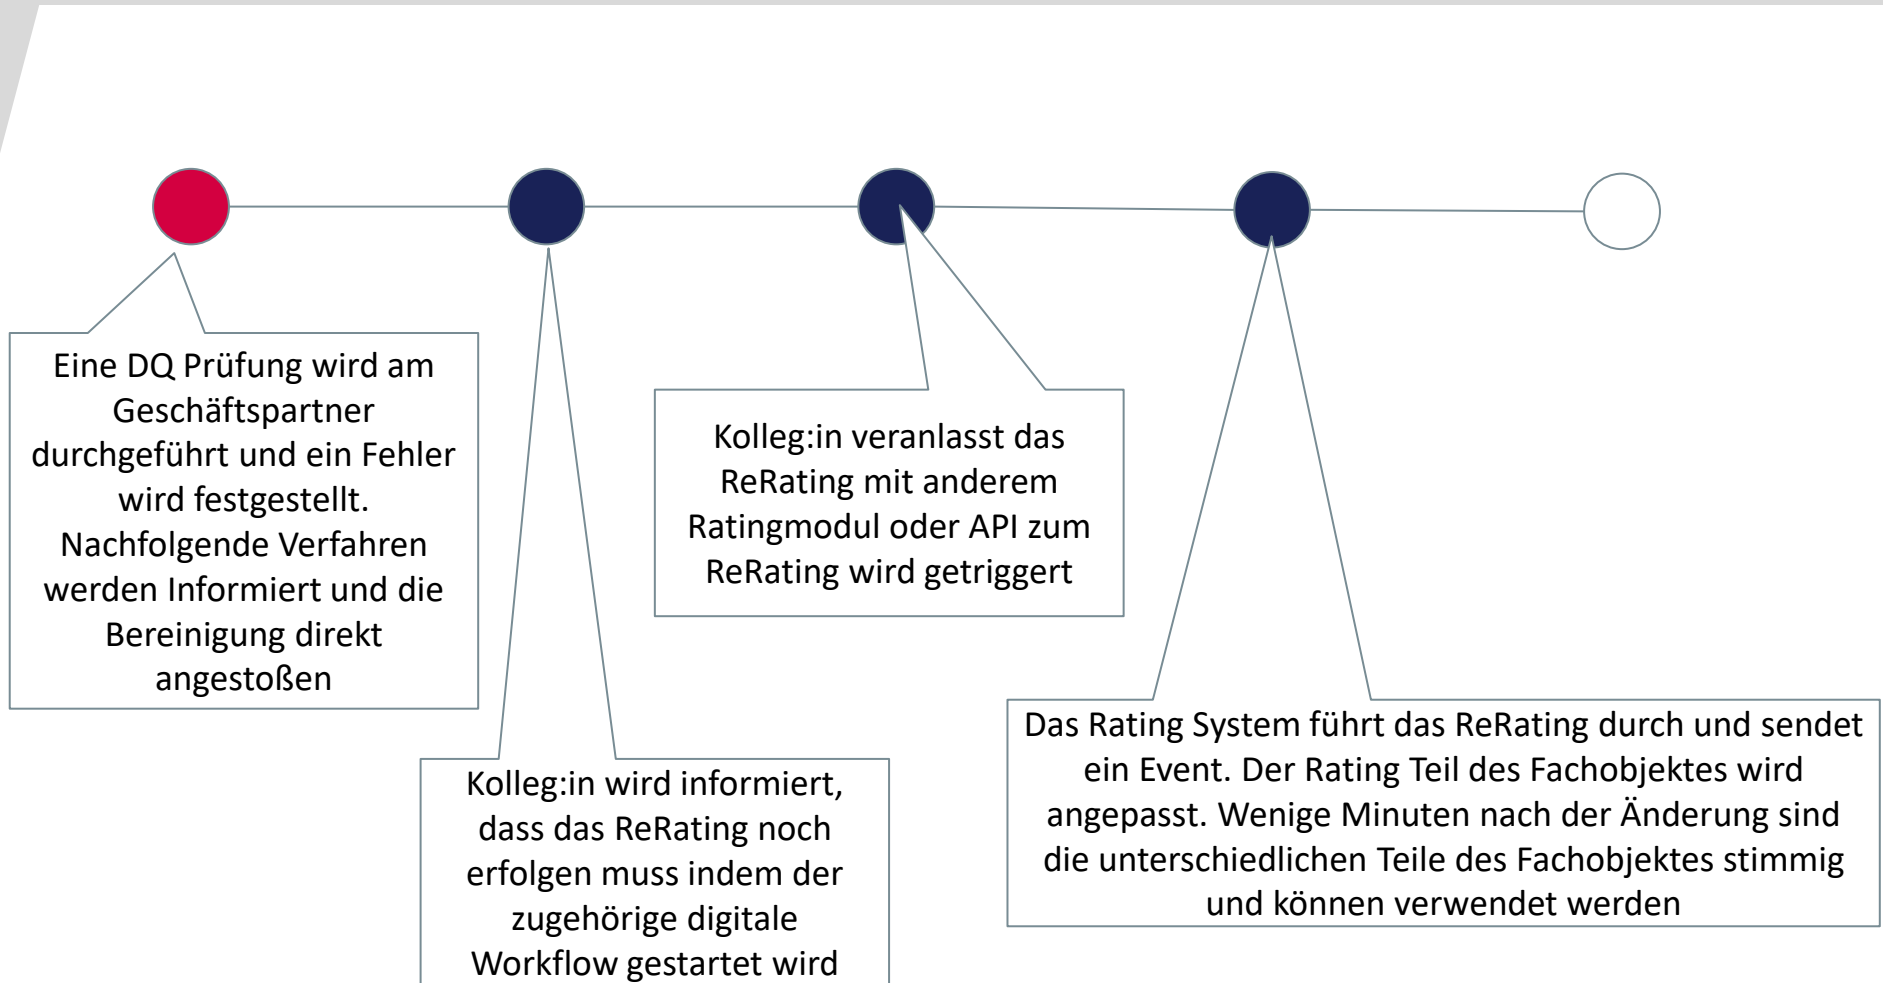 Eine DQ Prüfung wird am
Geschäftspartner
durchgeführt und ein Fehler
wird festgestellt.
Nachfolgende Verfahren
werden Informiert und die
Bereinigung direkt
angestoßen
Kolleg:in wird informiert,
dass das ReRating noch
erfolgen muss indem der
zugehörige digitale
Workflow gestartet wird
Kolleg:in veranlasst das
ReRating mit anderem
Ratingmodul oder API zum
ReRating wird getriggert
Das Rating System führt das ReRating durch und sendet
ein Event. Der Rating Teil des Fachobjektes wird
angepasst. Wenige Minuten nach der Änderung sind
die unterschiedlichen Teile des Fachobjektes stimmig
und können verwendet werden